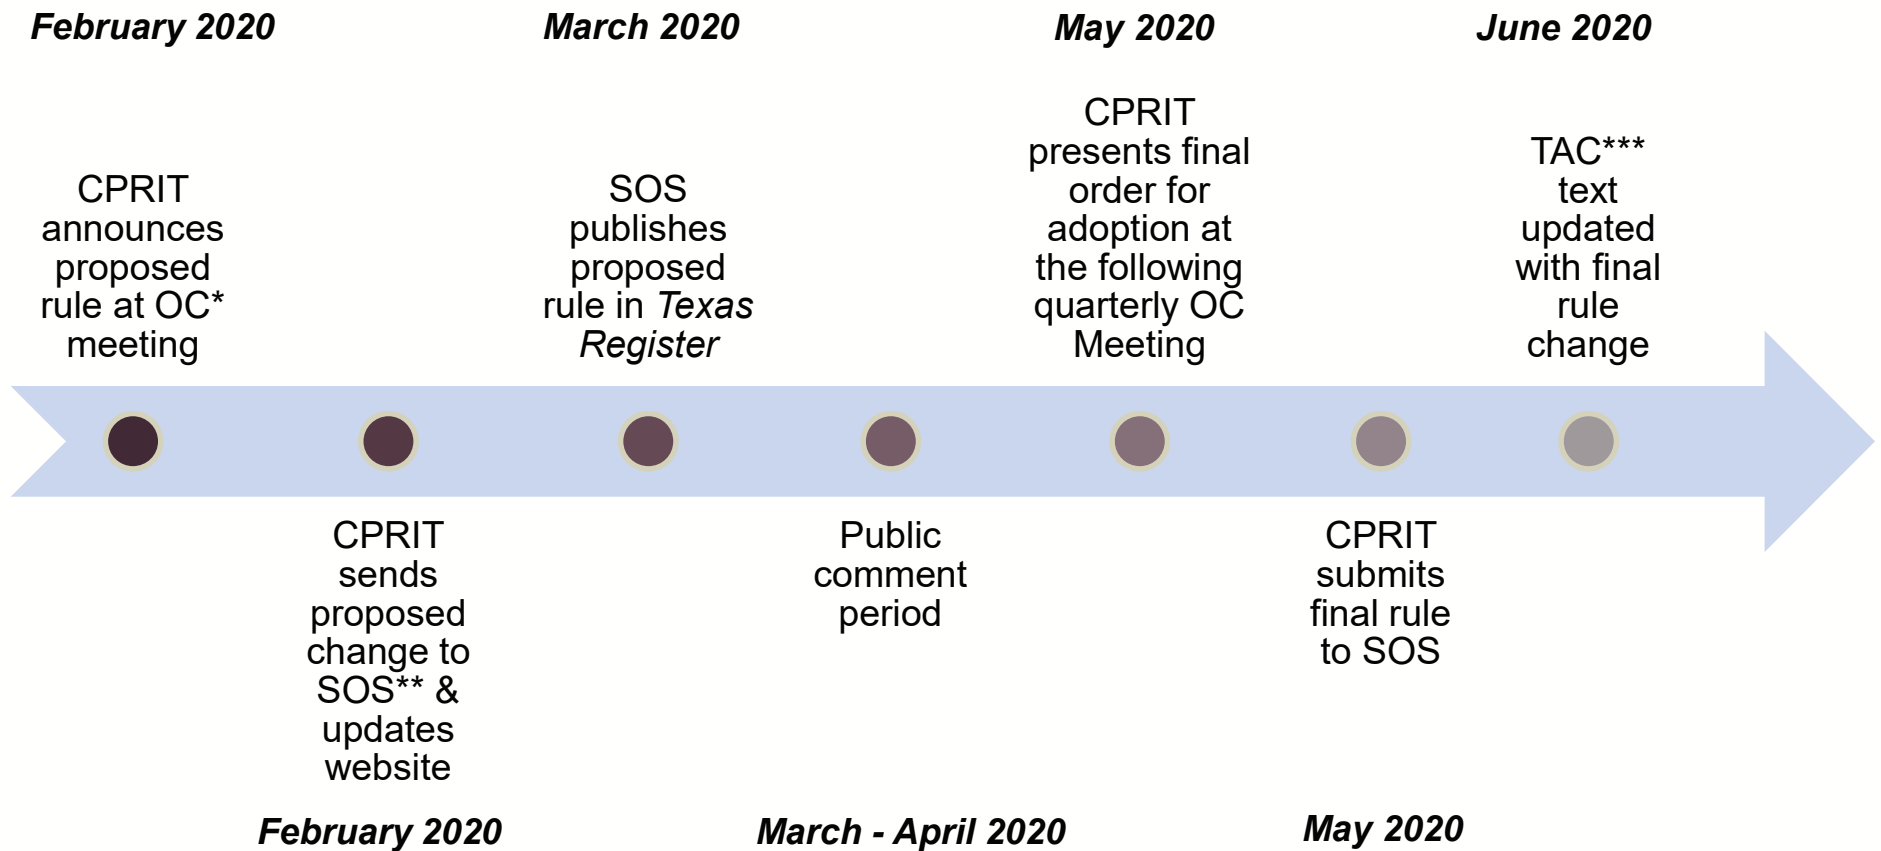 February 2020
March 2020
May 2020
June 2020
CPRIT
announces
proposed
rule at OC*
meeting
SOS
publishes
proposed
rule in Texas
Register
CPRIT
presents final
order for
adoption at
the following
quarterly OC
Meeting
TAC***
text
updated
with final
rule
change
CPRIT
sends
proposed
change to
SOS** &
updates
website
Public
comment
period
CPRIT
submits
final rule
to SOS
February 2020
March - April 2020
May 2020